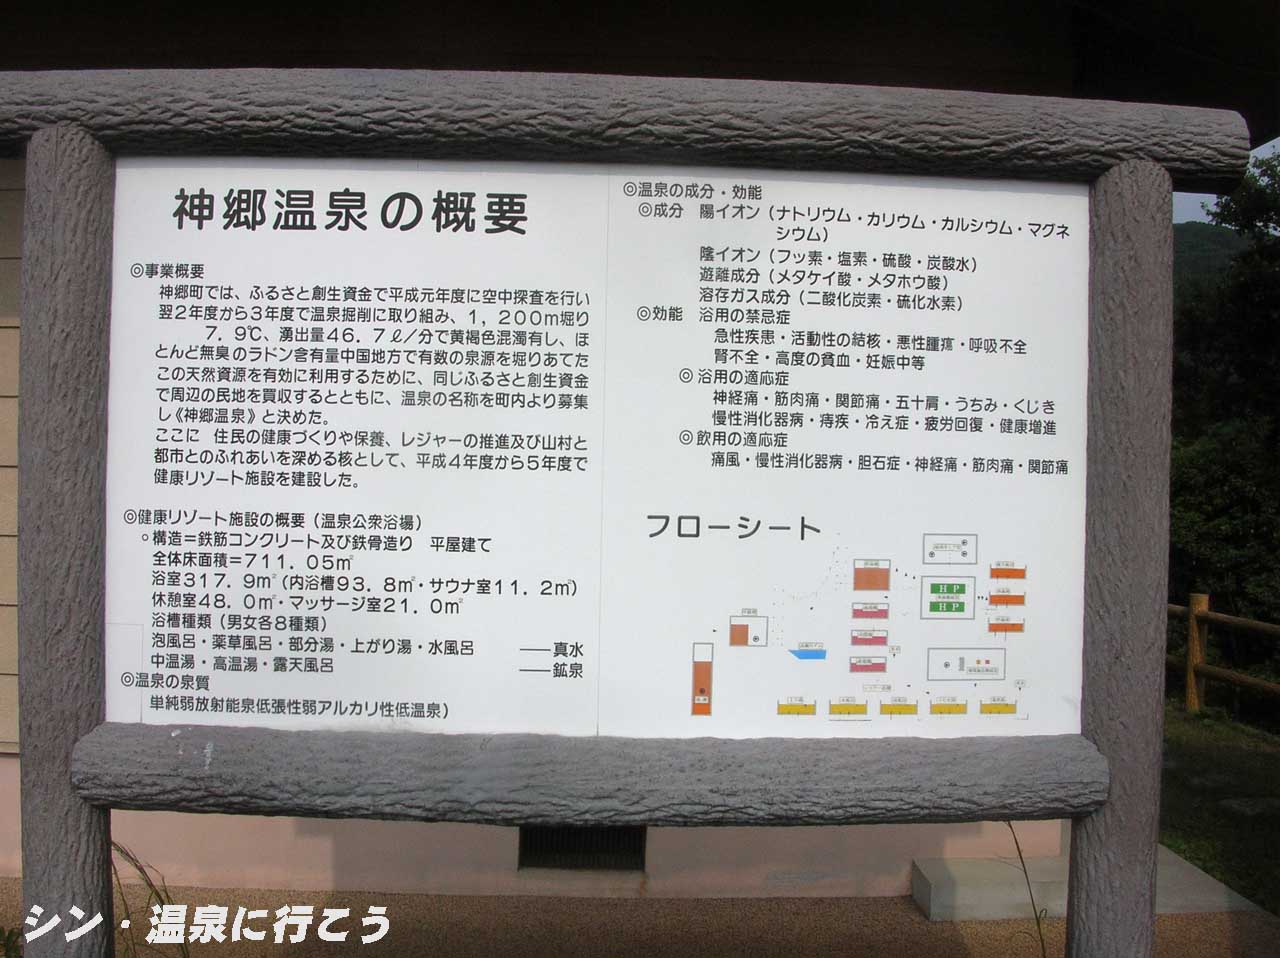 神郷温泉の概要
◎事業概要
神郷町では、ふるさと創生資金で平成元年度に空中探査を行い
翌2年度から3年度で温泉掘削に取り組み、1，200m堀り
7．9℃、湧出量46．7ℓ/分で黄褐色混濁有し、ほ
とんど無臭のラドン含有量中国地方で有数の泉源を堀りあてた
この天然資源を有効に利用するために、同じふるさと創生資金
で周辺の民地を買収するとともに、温泉の名称を町内より募集
し《神郷温泉》と決めた。
ここに 住民の健康づくりや保養、レジャーの推進及び山村と
都市とのふれあいを深める核として、平成4年度から5年度で
健康リゾート施設を建設した。
◎健康リゾート施設の概要（温泉公衆浴場）
○構造＝鉄筋コンクリート及び鉄骨造り 平屋建て
全体床面積＝711．05㎡
浴室317．9㎡（内浴槽93．8㎡・サウナ室11．2㎡）
休憩室48．0㎡・マッサージ室21．0㎡
浴槽種類（男女各8種類）
泡風呂・薬草風呂・部分湯・上がり湯・水風呂 ――真水
中温湯・高温湯・露天風呂 ――鉱泉
◎温泉の泉質
単純弱放射能泉低張性弱アルカリ性低温泉）
◎温泉の成分・効能
◎成分 陽イオン（ナトリウム・カリウム・カルシウム・マグネ
シウム）
陰イオン（フッ素・塩素・硫酸・炭酸水）
遊離成分（メタケイ酸・メタホウ酸）
溶存ガス成分（二酸化炭素・硫化水素）
◎効能 浴用の禁忌症
急性疾患・活動性の結核・悪性腫瘍・呼吸不全
腎不全・高度の貧血・妊娠中等
◎浴用の適応症
神経痛・筋肉痛・関節痛・五十肩・うちみ・くじき
慢性消化器病・痔疾・冷え症・疲労回復・健康増進
◎飲用の適応症
痛風・慢性消化器病・胆石症・神経痛・筋肉痛・関節痛
フローシート
HP
HP
シン・温泉に行こう